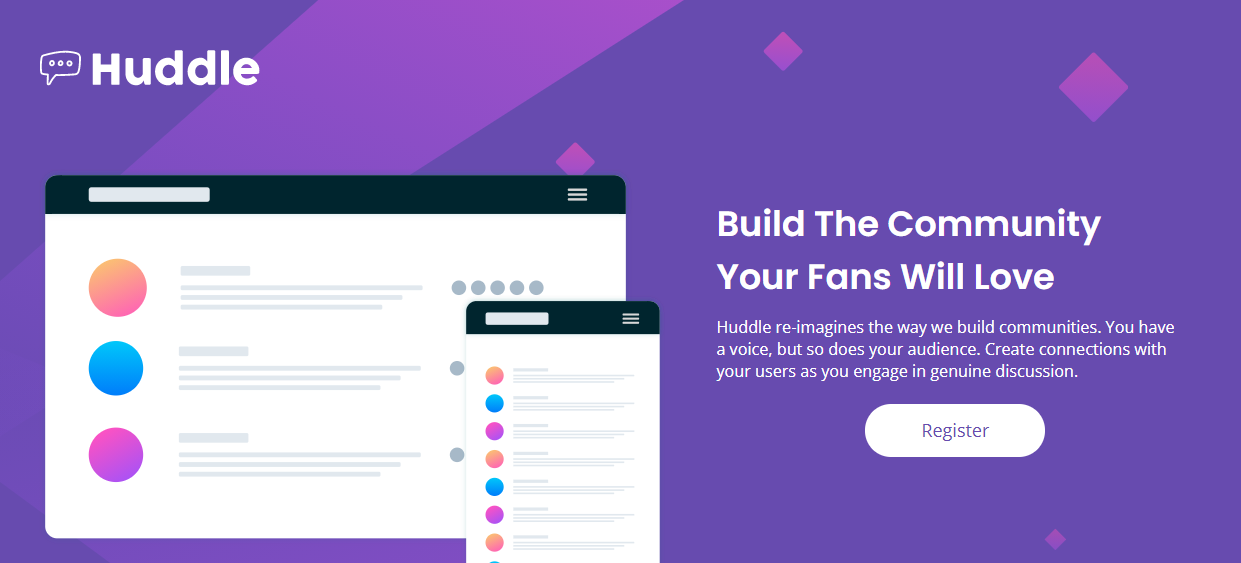 Huddle
Build The Community
Your Fans Will Love
Huddle re-imagines the way we build communities. You have
a voice, but so does your audience. Create connections with
your users as you engage in genuine discussion.
Register